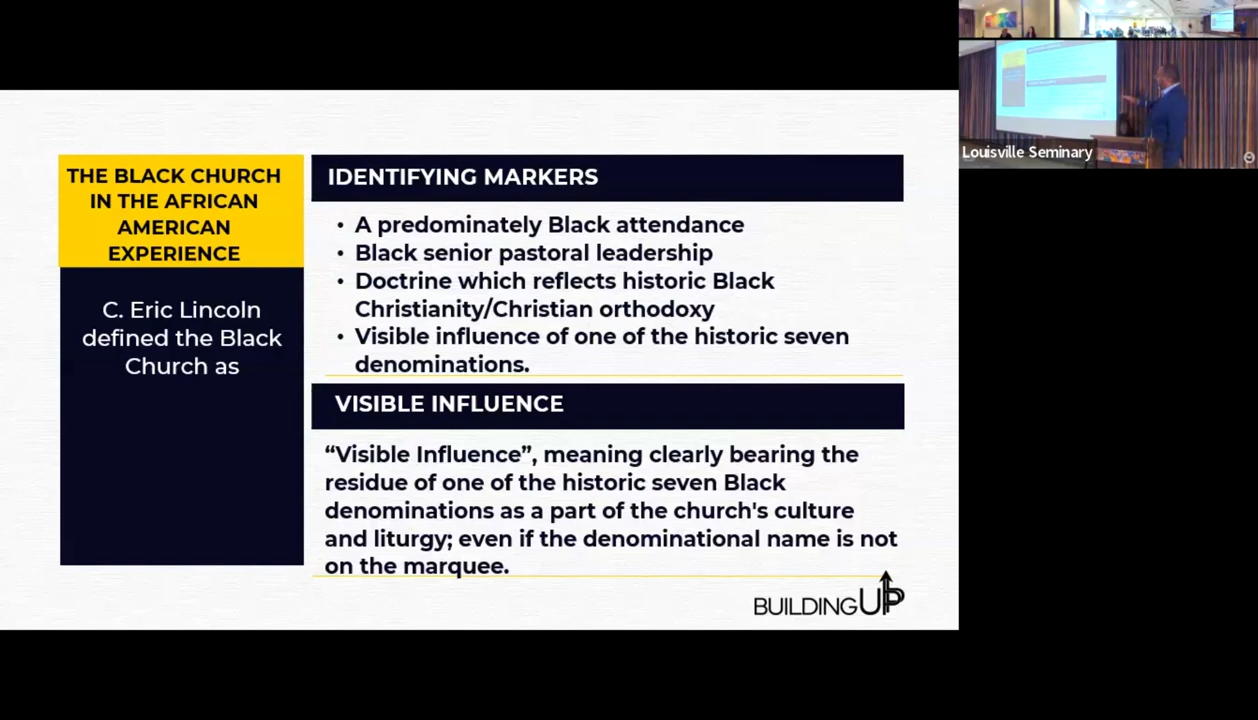 THE BLACK CHURCH
IN THE AFRICAN
AMERICAN
EXPERIENCE
C. Eric Lincoln
defined the Black
Church as
IDENTIFYING MARKERS
• A predominately Black attendance
• Black senior pastoral leadership
• Doctrine which reflects historic Black
Christianity/Christian orthodoxy
• Visible influence of one of the historic seven
denominations.
VISIBLE INFLUENCE
“Visible Influence”, meaning clearly bearing the
residue of one of the historic seven Black
denominations as a part of the church's culture
and liturgy; even if the denominational name is not
on the marquee.
BUILDING UP
Louisville Seminary